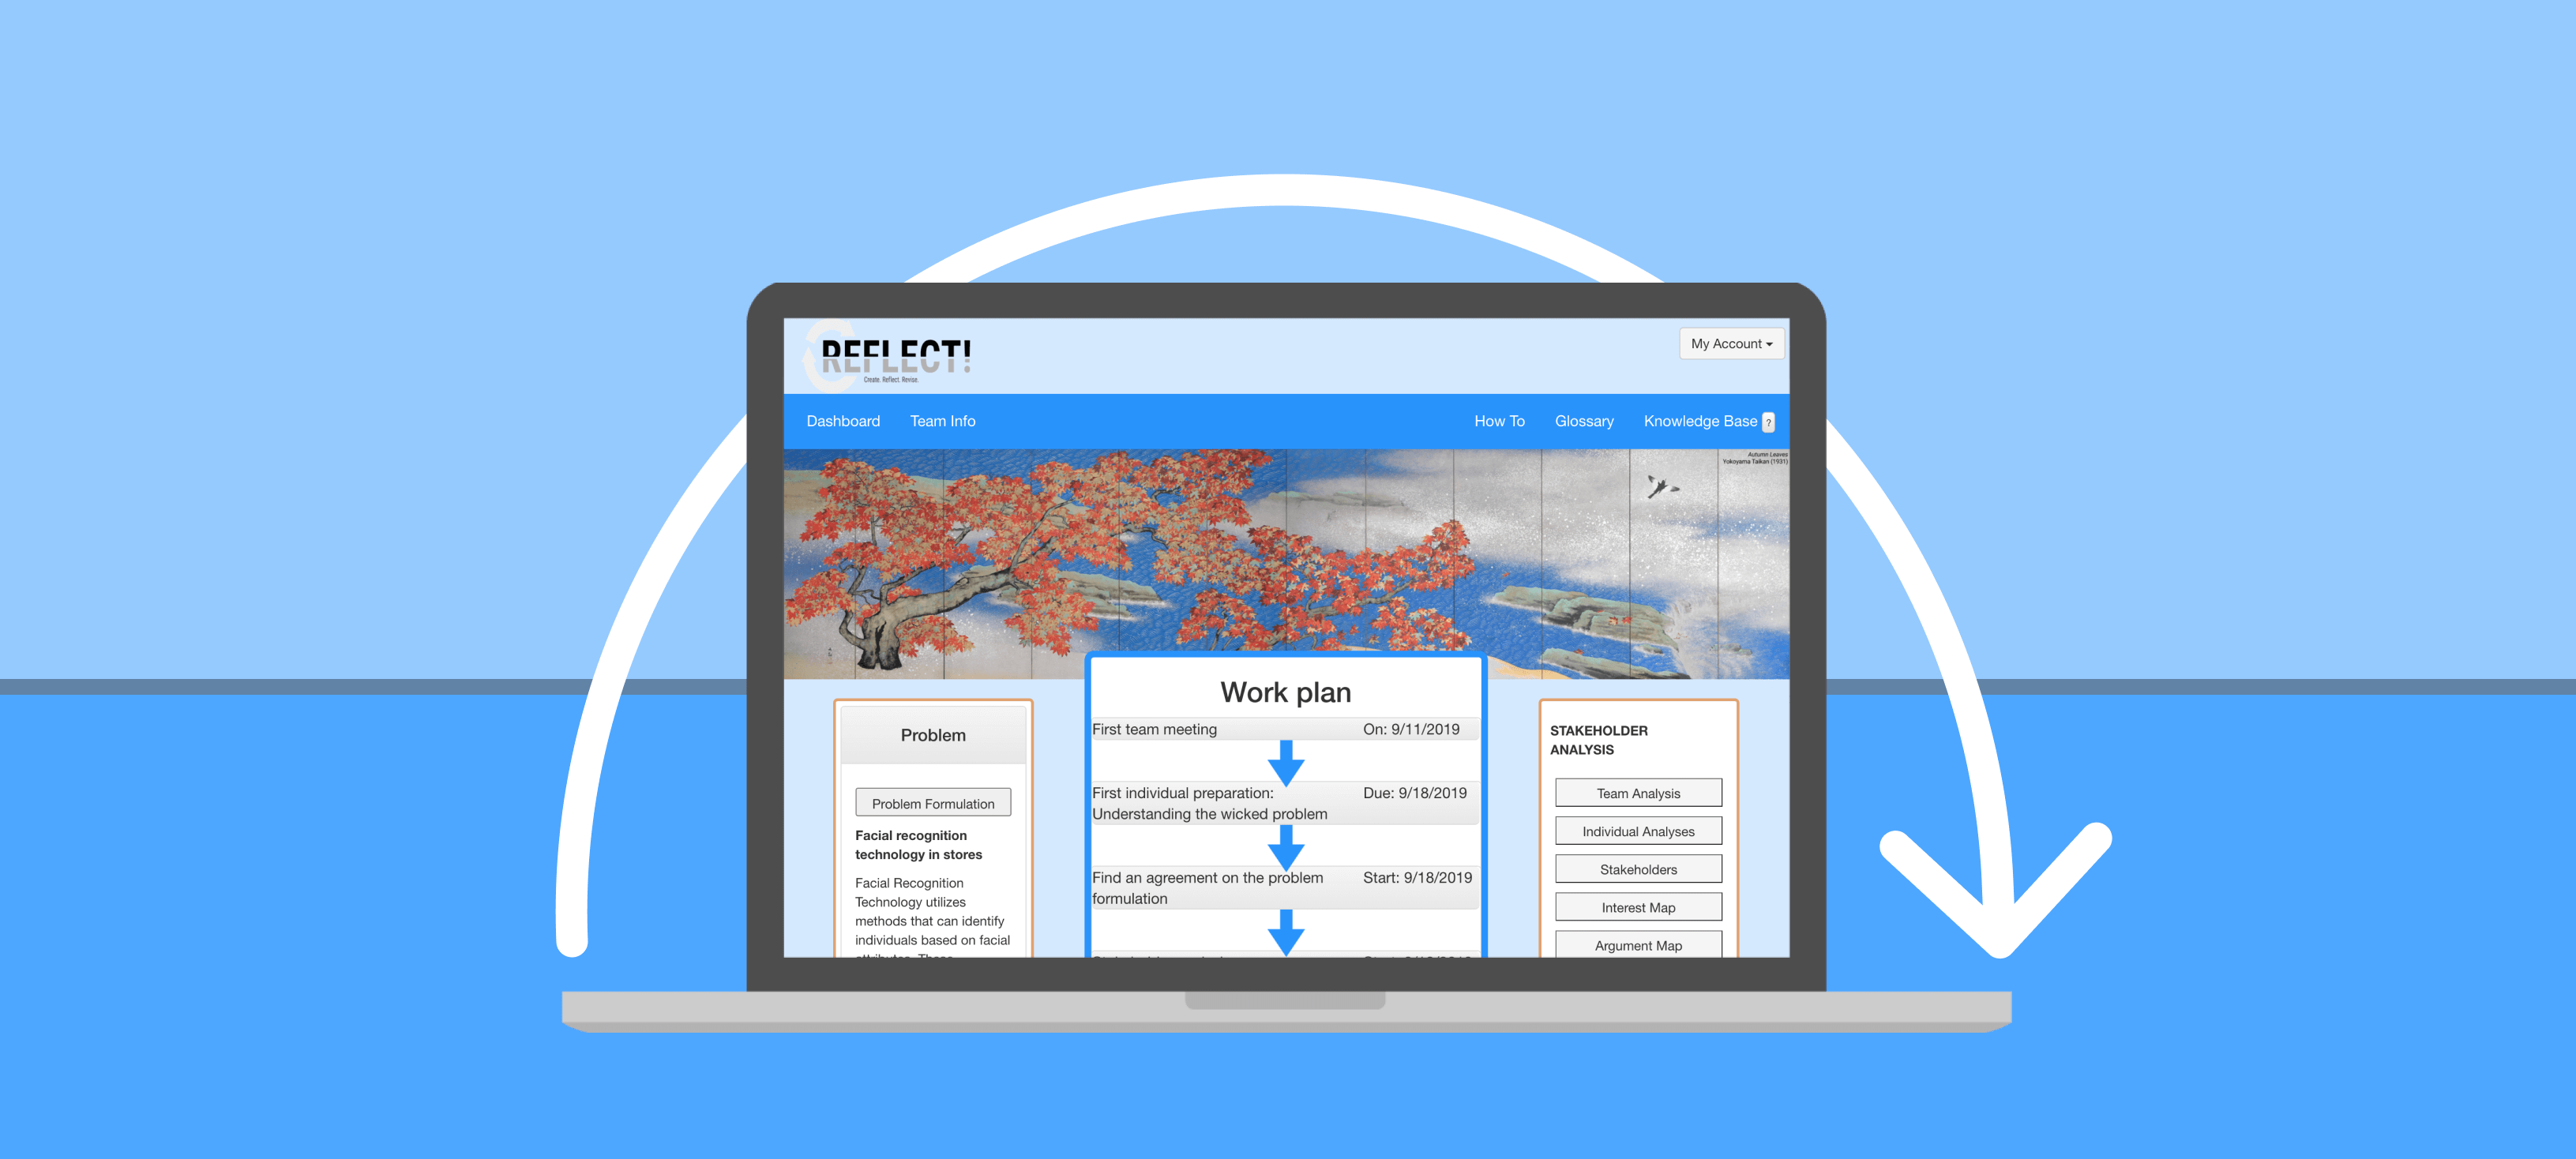 REFLECT!
Create. Reflect. Revise.
My Account
Dashboard
Team Info
How To
Glossary
Knowledge Base ?
Autumn Leaves
Yokoyama Taikan (1931)
Problem
Problem Formulation
Facial recognition
technology in stores
Facial Recognition
Technology utilizes
methods that can identify
individuals based on facial
Work plan
First team meeting On: 9/11/2019
First individual preparation: Due: 9/18/2019
Understanding the wicked problem
Find an agreement on the problem Start: 9/18/2019
formulation
STAKEHOLDER
ANALYSIS
Team Analysis
Individual Analyses
Stakeholders
Interest Map
Argument Map